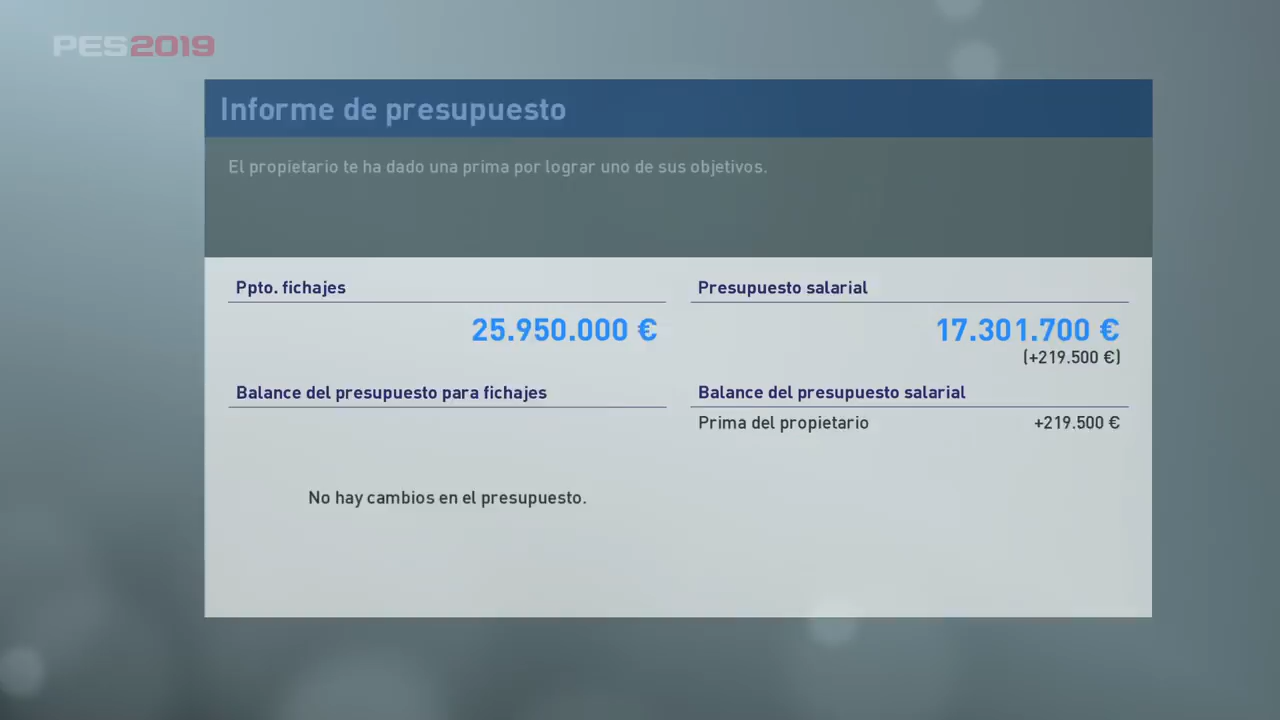 PES2019
Informe de presupuesto
El propietario te ha dado una prima por lograr uno de sus objetivos.
Ppto. fichajes
25.950.000 €
Balance del presupuesto para fichajes
No hay cambios en el presupuesto.
Presupuesto salarial
17.301.700 €
(+219.500 €)
Balance del presupuesto salarial
Prima del propietario +219.500 €